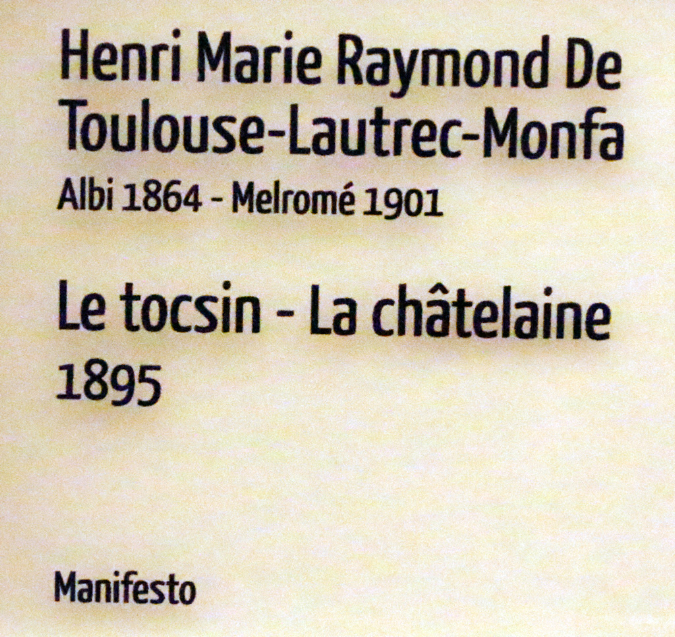 Henri Marie Raymond De
Toulouse-Lautrec-Monfa
Albi 1864 - Melromé 1901
Le tocsin - La châtelaine
1895
Manifesto